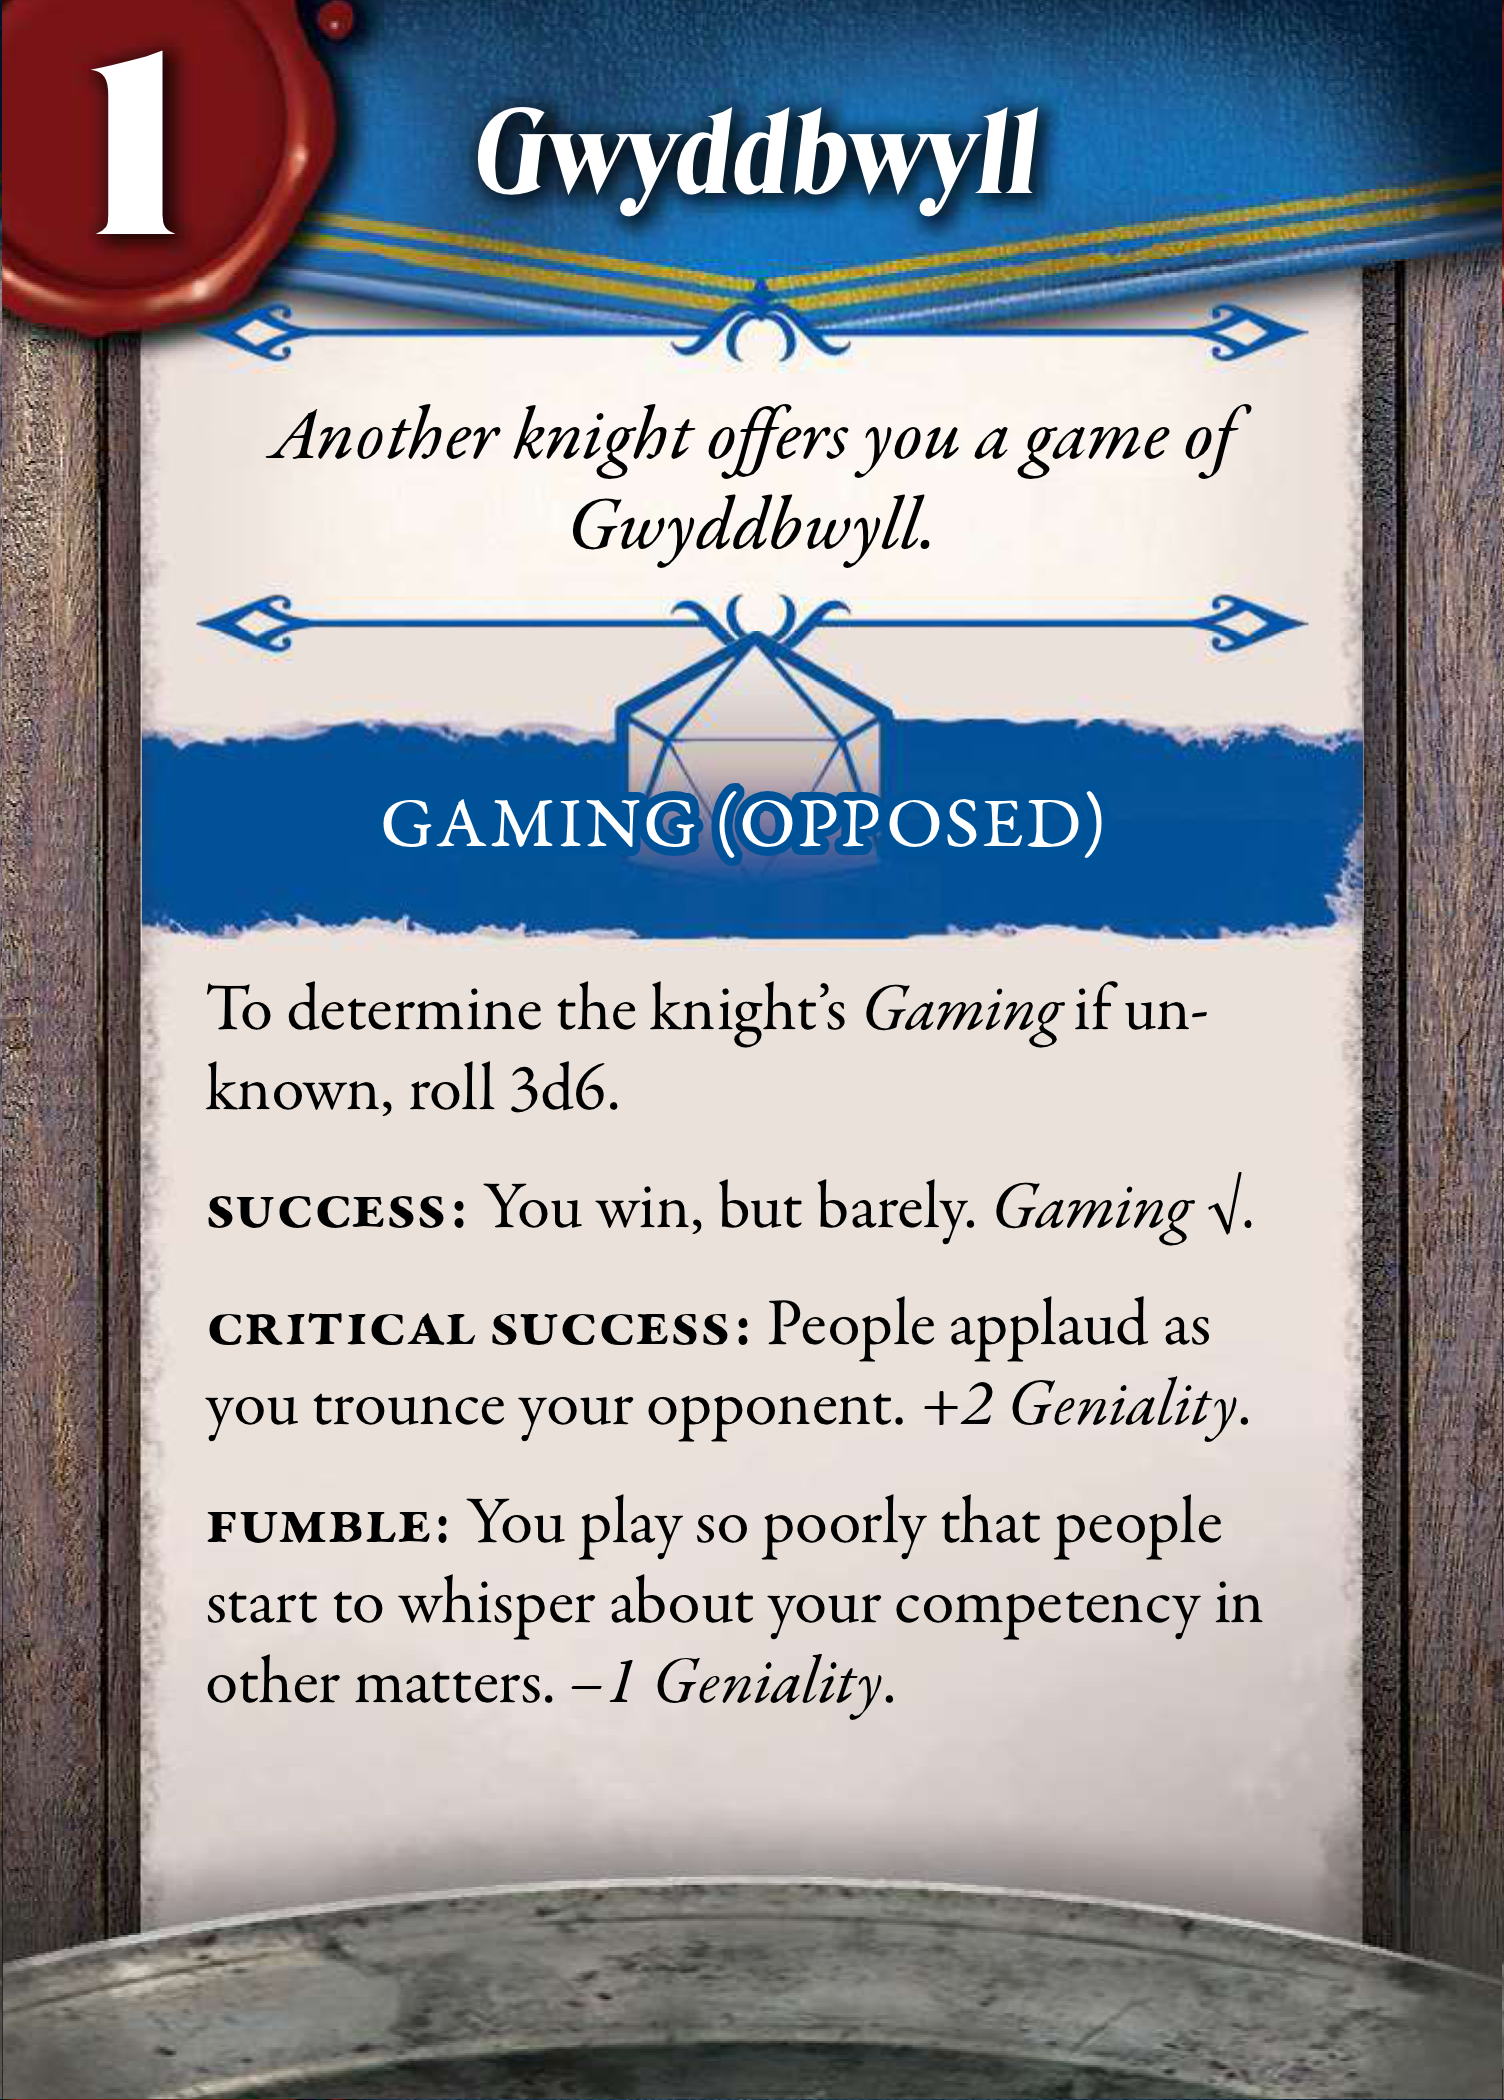 1
Gwyddbwyll
Another knight offers you a game of
Gwyddbwyll.
GAMING (OPPOSED)
To determine the knight’s Gaming if un-
known, roll 3d6.
SUCCESS: You win, but barely. Gaming √.
CRITICAL SUCCESS: People applaud as
you trounce your opponent. +2 Geniality.
FUMBLE: You play so poorly that people
start to whisper about your competency in
other matters. –1 Geniality.